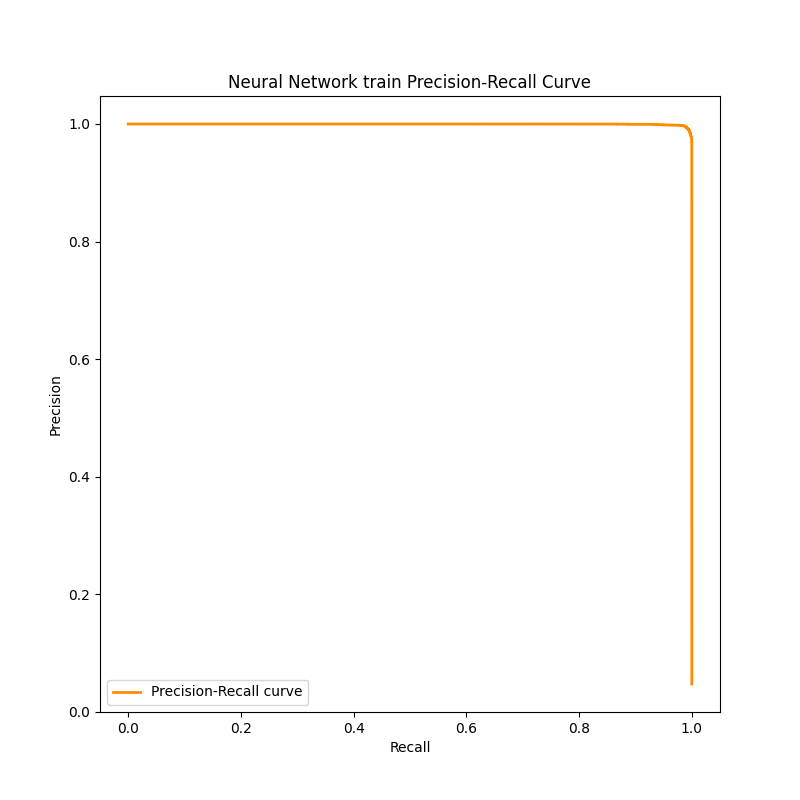 Neural Network train Precision-Recall Curve
1.0
0.8
0.6
0.4
0.2
0.0
Precision
Precision-Recall curve
0.0 0.2 0.4 0.6 0.8 1.0
Recall